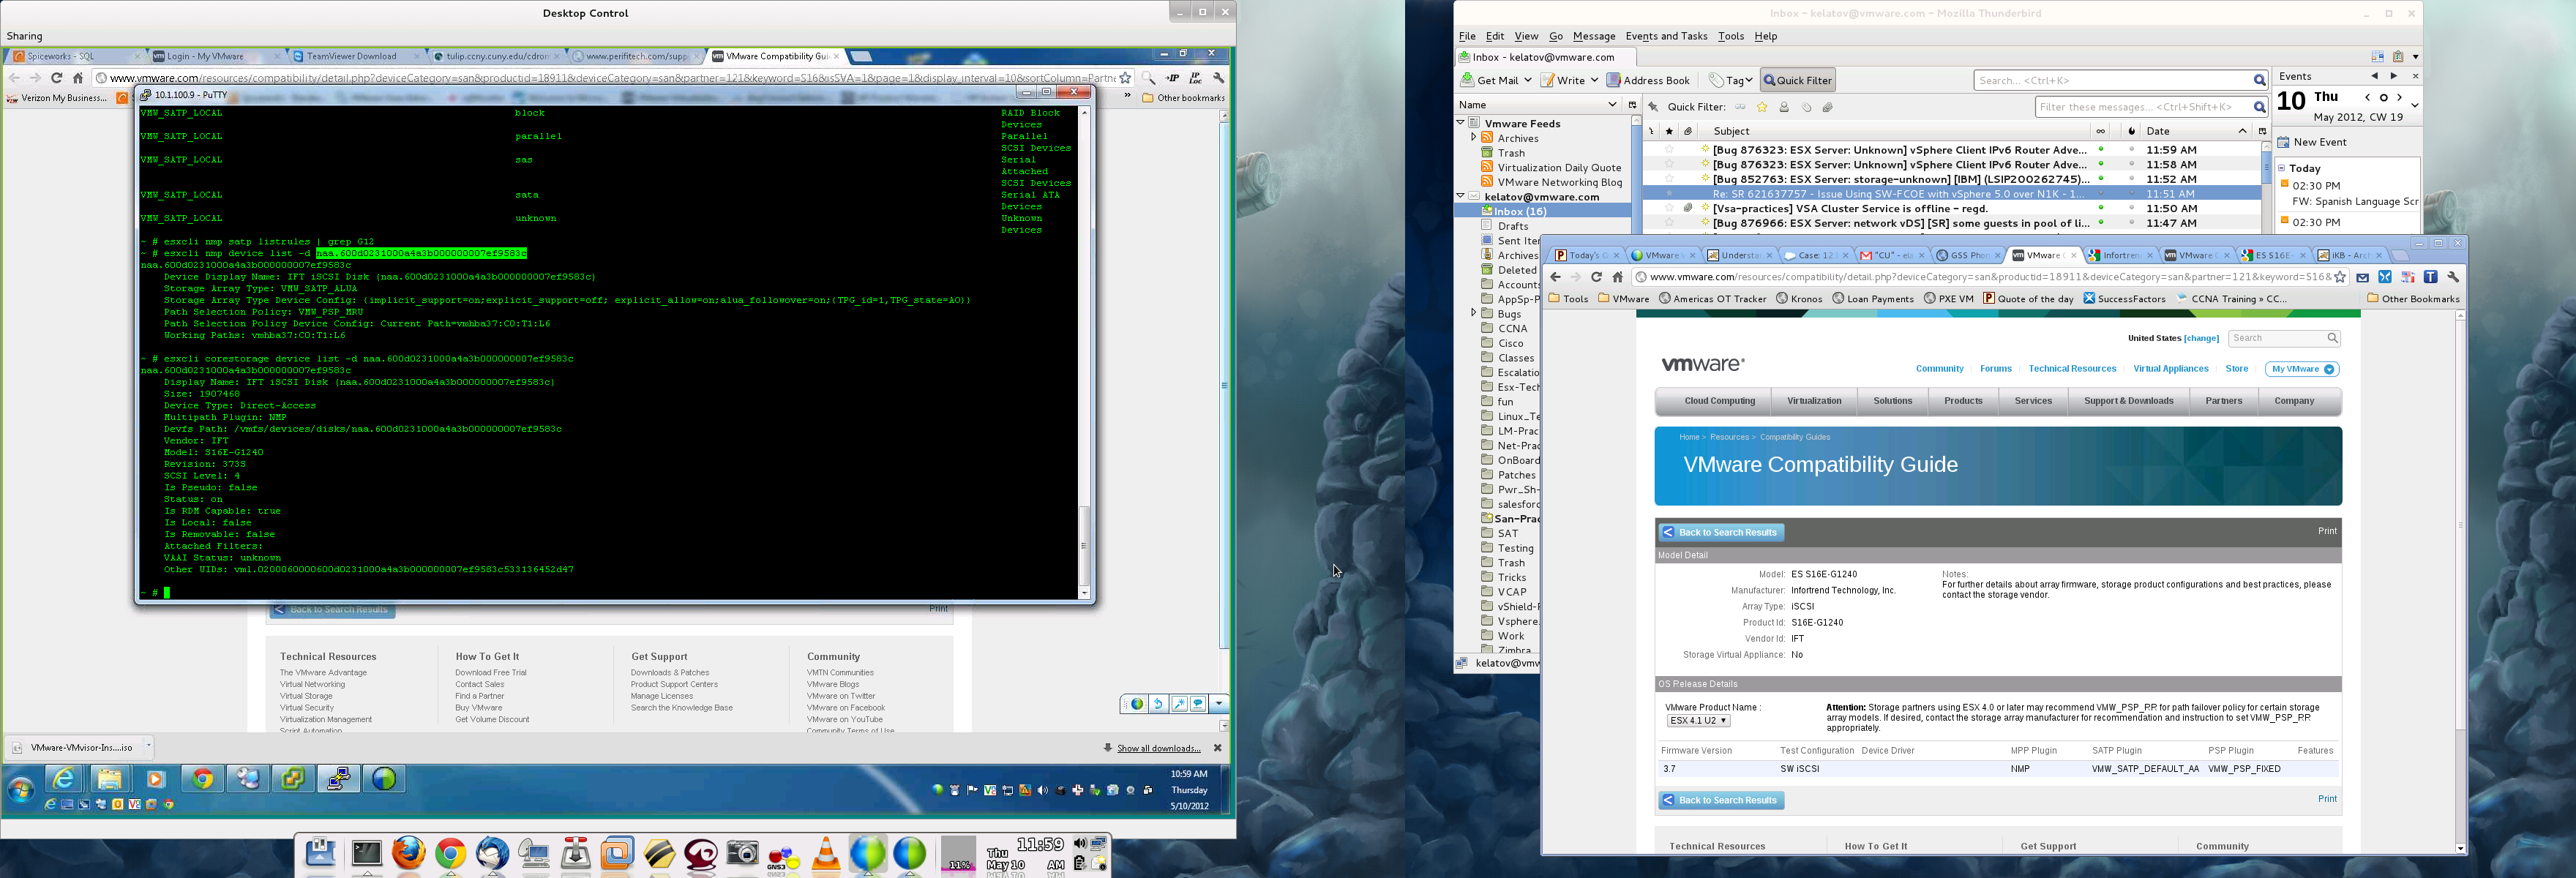 Desktop Control
Sharing
Spiceworks - SQL
Login - My VMware
TeamViewer Download
tulip.ccny.cuny.edu/cdro
www.perifitech.com/supp
VMware Compatibility Gui
www.vmware.com/resources/compatibility/detail.php?deviceCategory=san&productid=18911&deviceCategory=san&partner=121&keyword=S16&isSVA=1&page=1&display_interval=10&sortColumn=Partne
Verizon My Business...
Other bookmarks
10.1.100.9 - PuTTY
VMW_SATP_LOCAL block RAID Block
Devices
VMW_SATP_LOCAL parallel Parallel
SCSI Devices
VMW_SATP_LOCAL sas Serial
Attached
SCSI Devices
VMW_SATP_LOCAL sata Serial ATA
Devices
VMW_SATP_LOCAL unknown Unknown
Devices
~ # esxcli nmp satp listrules | grep G12
~ # esxcli nmp device list -d naa.600d0231000a4a3b000000007ef9583c
naa.600d0231000a4a3b000000007ef9583c
Device Display Name: IFT iSCSI Disk (naa.600d0231000a4a3b000000007ef9583c)
Storage Array Type: VMW_SATP_ALUA
Storage Array Type Device Config: {implicit_support=on;explicit_support=off; explicit_allow=on;alua_followover=on;{TPG_id=1,TPG_state=AO}}
Path Selection Policy: VMW_PSP_MRU
Path Selection Policy Device Config: Current Path=vmhba37:C0:T1:L6
Working Paths: vmhba37:C0:T1:L6
~ # esxcli corestorage device list -d naa.600d0231000a4a3b000000007ef9583c
naa.600d0231000a4a3b000000007ef9583c
Display Name: IFT iSCSI Disk (naa.600d0231000a4a3b000000007ef9583c)
Size: 1907468
Device Type: Direct-Access
Multipath Plugin: NMP
Devfs Path: /vmfs/devices/disks/naa.600d0231000a4a3b000000007ef9583c
Vendor: IFT
Model: S16E-G1240
Revision: 373S
SCSI Level: 4
Is Pseudo: false
Status: on
Is RDM Capable: true
Is Local: false
Is Removable: false
Attached Filters:
VAAI Status: unknown
Other UIDs: vml.0200060000600d0231000a4a3b000000007ef9583c533136452d47
~ #
Back to Search Results
Print
Technical Resources How To Get It Get Support Community
The VMware Advantage Download Free Trial Downloads & Patches VMTN Communities
Virtual Networking Contact Sales Product Support Centers VMware Blogs
Virtual Storage Find a Partner Manage Licenses VMware on Twitter
Virtual Security Buy VMware Search the Knowledge Base VMware on Facebook
Virtualization Management Get Volume Discount VMware on YouTube
Script Automation Community Terms of Use
VMware-VMvisor-Ins....iso
Show all downloads...
10:59 AM
Thursday
5/10/2012
11%
Thu
May 10
11:59
AM
Inbox - kelatov@vmware.com - Mozilla Thunderbird
File Edit View Go Message Events and Tasks Tools Help
Inbox - kelatov@vmware.com
Get Mail Write Address Book Tag Quick Filter
Search... <Ctrl+K>
Events
Name
Quick Filter:
Filter these messages... <Ctrl+Shift+K>
10 Thu
May 2012, CW 19
New Event
Today
02:30 PM
FW: Spanish Language Scr
02:30 PM
Vmware Feeds
Archives
Trash
Virtualization Daily Quote
VMware Networking Blog
kelatov@vmware.com
Inbox (16)
Drafts
Sent Iter
Archives
Deleted
Account
AppSp-P
Bugs
CCNA
Cisco
Classes
Escalatio
Esx-Tech
fun
Linux_Te
LM-Prac
Net-Prac
OnBoard
Patches
Pwr_Sh-
salesford
San-Prac
SAT
Testing
Trash
Tricks
VCAP
vShield-P
Vsphere.
Work
Zimbra
kelatov@vmw
Subject Date
[Bug 876323: ESX Server: Unknown] vSphere Client IPv6 Router Adve... 11:59 AM
[Bug 876323: ESX Server: Unknown] vSphere Client IPv6 Router Adve... 11:58 AM
[Bug 852763: ESX Server: storage-unknown] [IBM] (LSIP200262745)... 11:52 AM
Re: SR 621637757 - Issue Using SW-FCOE with vSphere 5.0 over N1K - 1... 11:51 AM
[Vsa-practices] VSA Cluster Service is offline - regd. 11:50 AM
[Bug 876966: ESX Server: network vDS] [SR] some guests in pool of li... 11:47 AM
Today's
VMware
Understa
Case: 12
"CU" - ela
GSS Pho
VMware C
Infortren
VMware C
ES S16E-
iKB - Arc
www.vmware.com/resources/compatibility/detail.php?deviceCategory=san&productid=18911&deviceCategory=san&partner=121&keyword=S16&
Tools VMware Americas OT Tracker Kronos Loan Payments PXE VM Quote of the day SuccessFactors CCNA Training » CC... Other Bookmarks
United States [change]
Search
vmware
Community Forums Technical Resources Virtual Appliances Store My VMware
Cloud Computing Virtualization Solutions Products Services Support & Downloads Partners Company
Home > Resources > Compatibility Guides
VMware Compatibility Guide
Back to Search Results Print
Model Detail
Model: ES S16E-G1240
Manufacturer: Infortrend Technology, Inc.
Array Type: iSCSI
Product Id: S16E-G1240
Vendor Id: IFT
Storage Virtual Appliance: No
Notes:
For further details about array firmware, storage product configurations and best practices, please
contact the storage vendor.
OS Release Details
VMware Product Name :
ESX 4.1 U2
Attention: Storage partners using ESX 4.0 or later may recommend VMW_PSP_RR for path failover policy for certain storage
array models. If desired, contact the storage array manufacturer for recommendation and instruction to set VMW_PSP_RR
appropriately.
Firmware Version Test Configuration Device Driver MPP Plugin SATP Plugin PSP Plugin Features
3.7 SW iSCSI NMP VMW_SATP_DEFAULT_AA VMW_PSP_FIXED
Back to Search Results Print
Technical Resources How To Get It Get Support Community